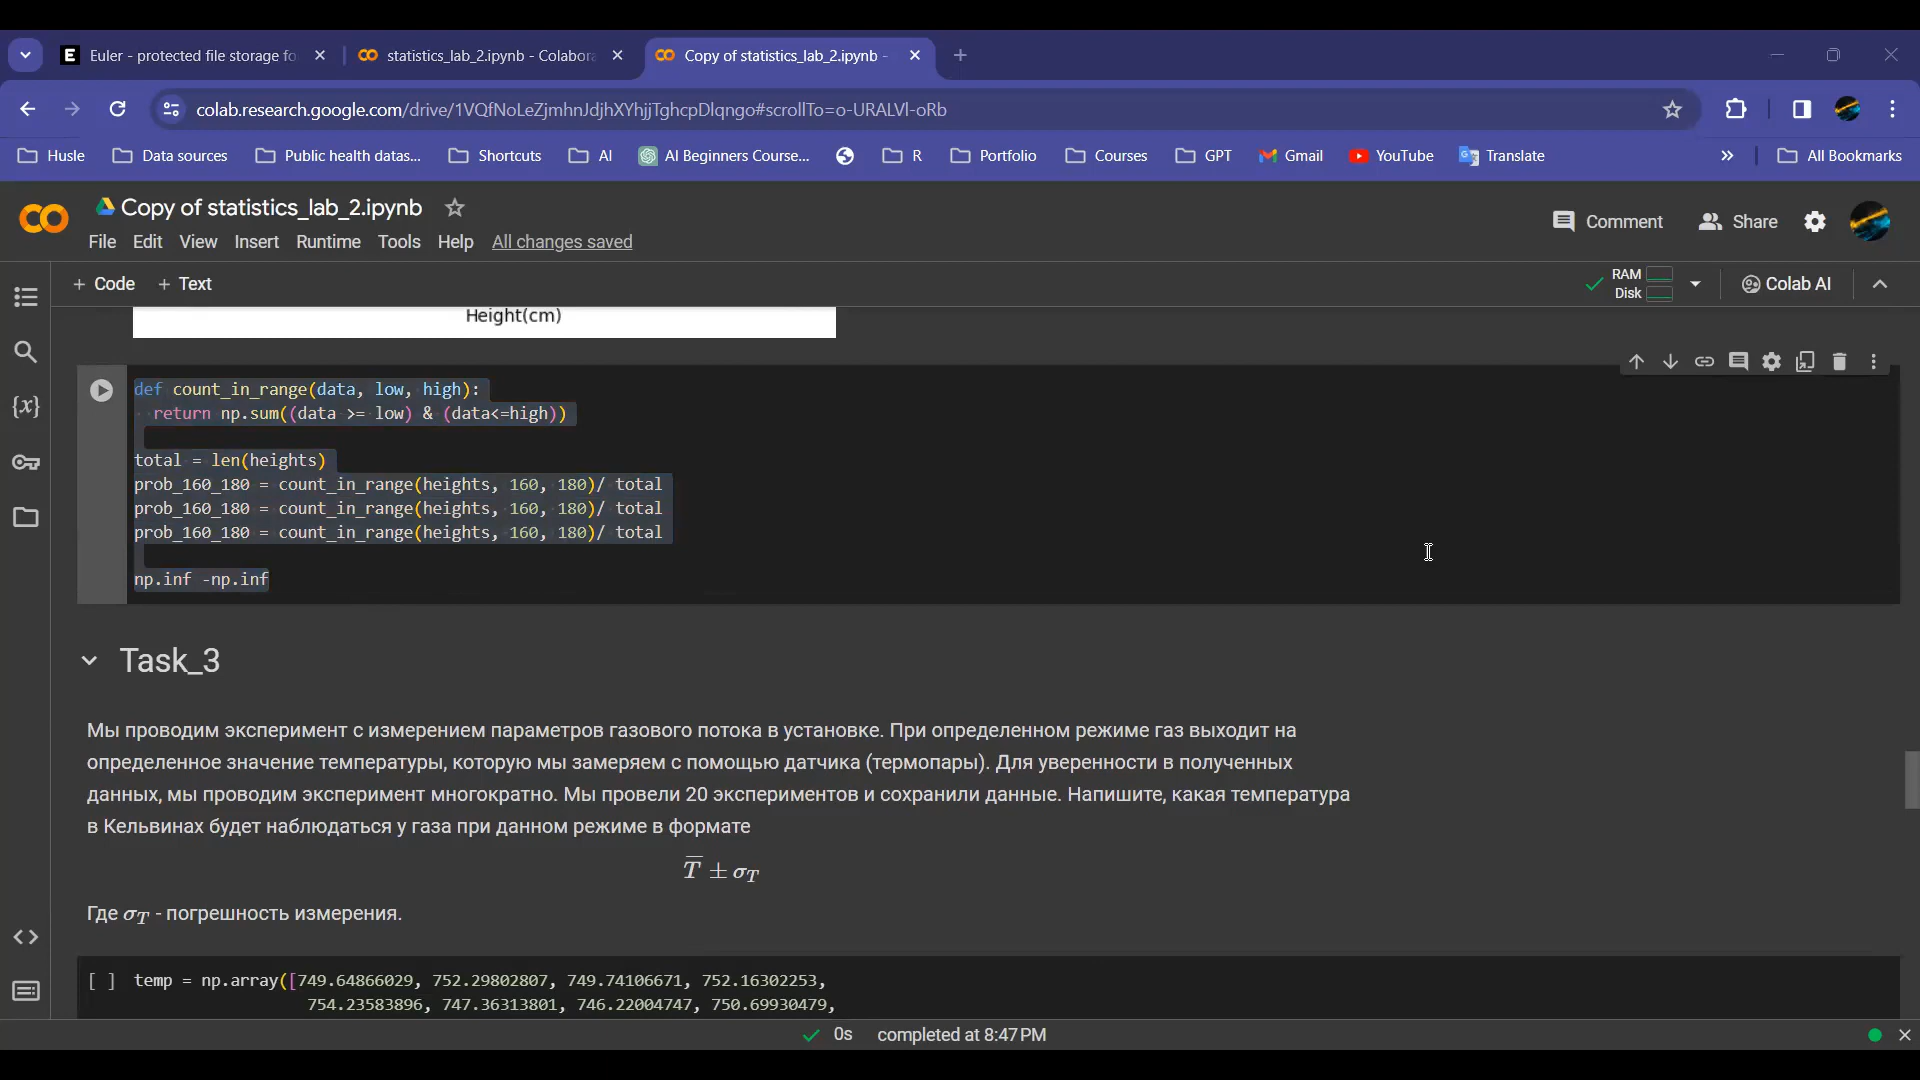 Euler - protected file storage fo
statistics_lab_2.ipynb - Colabora
Copy of statistics_lab_2.ipynb -
colab.research.google.com/drive/1VQfNoLeZjmhnJdjhXYhjjTghcpDlqngo#scrollTo=o-URALVl-oRb
Husle Data sources Public health datas... Shortcuts AI AI Beginners Course... R Portfolio Courses GPT Gmail YouTube Translate » All Bookmarks
Copy of statistics_lab_2.ipynb
Comment Share
File Edit View Insert Runtime Tools Help All changes saved
+ Code + Text
RAM
Disk
Colab AI
Height(cm)
def count_in_range(data, low, high):
return np.sum((data >= low) & (data<=high))
total = len(heights)
prob_160_180 = count_in_range(heights, 160, 180)/ total
prob_160_180 = count_in_range(heights, 160, 180)/ total
prob_160_180 = count_in_range(heights, 160, 180)/ total
np.inf -np.inf
Task_3
Мы проводим эксперимент с измерением параметров газового потока в установке. При определенном режиме газ выходит на
определенное значение температуры, которую мы замеряем с помощью датчика (термопары). Для уверенности в полученных
данных, мы проводим эксперимент многократно. Мы провели 20 экспериментов и сохранили данные. Напишите, какая температура
в Кельвинах будет наблюдаться у газа при данном режиме в формате
T̅ ± σ_T
Где σ_T - погрешность измерения.
[ ] temp = np.array([749.64866029, 752.29802807, 749.74106671, 752.16302253,
754.23583896, 747.36313801, 746.22004747, 750.69930479,
0s completed at 8:47 PM